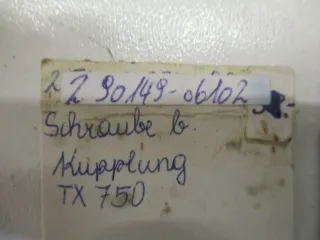 2 Z 90149-06102
Schraube b.
Kupplung
TX 750